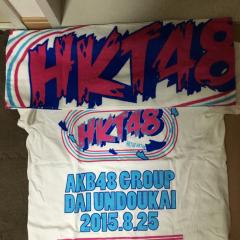 HKT48
HKT48
AKB48 GROUP
DAI UNDOUKAI
2015.8.25